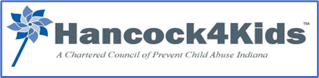 Hancock4Kids™
A Chartered Council of Prevent Child Abuse Indiana